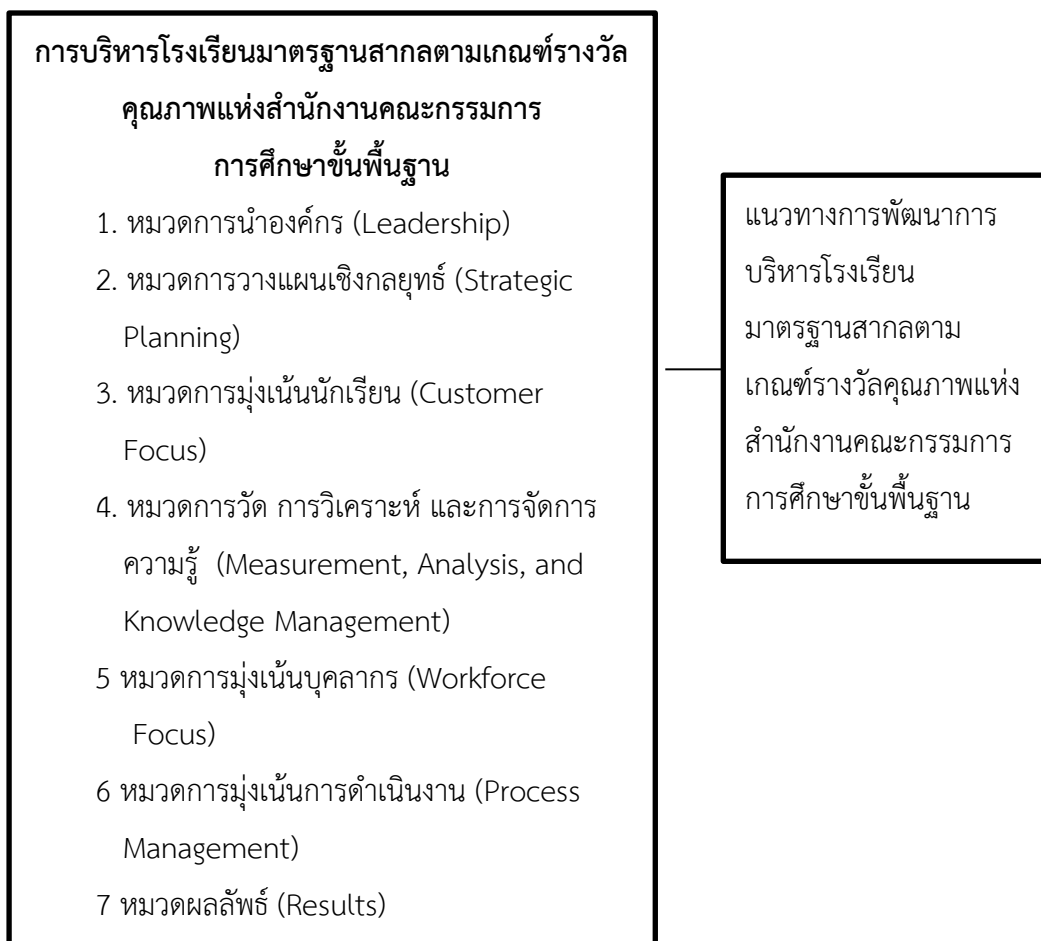 การบริหารโรงเรียนมาตรฐานสากลตามเกณฑ์รางวัล
คุณภาพแห่งสำนักงานคณะกรรมการ
การศึกษาขั้นพื้นฐาน
1. หมวดการนำองค์กร (Leadership)
2. หมวดการวางแผนเชิงกลยุทธ์ (Strategic
Planning)
3. หมวดการมุ่งเน้นนักเรียน (Customer
Focus)
4. หมวดการวัด การวิเคราะห์ และการจัดการ
ความรู้ (Measurement, Analysis, and
Knowledge Management)
5 หมวดการมุ่งเน้นบุคลากร (Workforce
Focus)
6 หมวดการมุ่งเน้นการดำเนินงาน (Process
Management)
7 หมวดผลลัพธ์ (Results)
แนวทางการพัฒนาการ
บริหารโรงเรียน
มาตรฐานสากลตาม
เกณฑ์รางวัลคุณภาพแห่ง
สำนักงานคณะกรรมการ
การศึกษาขั้นพื้นฐาน